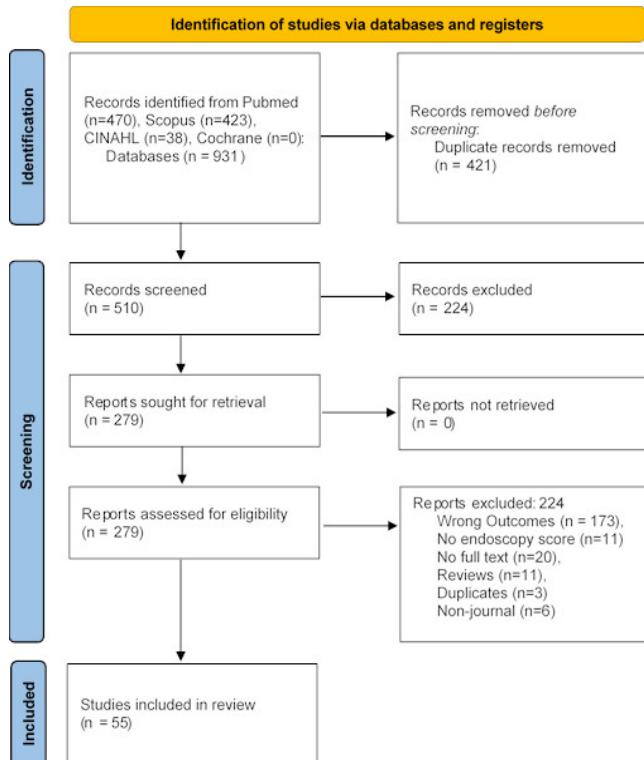 Identification of studies via databases and registers
Identification
Records identified from Pubmed
(n=470), Scopus (n=423),
CINAHL (n=38), Cochrane (n=0):
Databases (n = 931)
Records removed before
screening:
Duplicate records removed
(n = 421)
Screening
Records screened
(n = 510)
Records excluded
(n = 224)
Reports sought for retrieval
(n = 279)
Reports not retrieved
(n = 0)
Reports assessed for eligibility
(n = 279)
Reports excluded: 224
Wrong Outcomes (n = 173),
No endoscopy score (n=11)
No full text (n=20),
Reviews (n=11),
Duplicates (n=3)
Non-journal (n=6)
Included
Studies included in review
(n = 55)